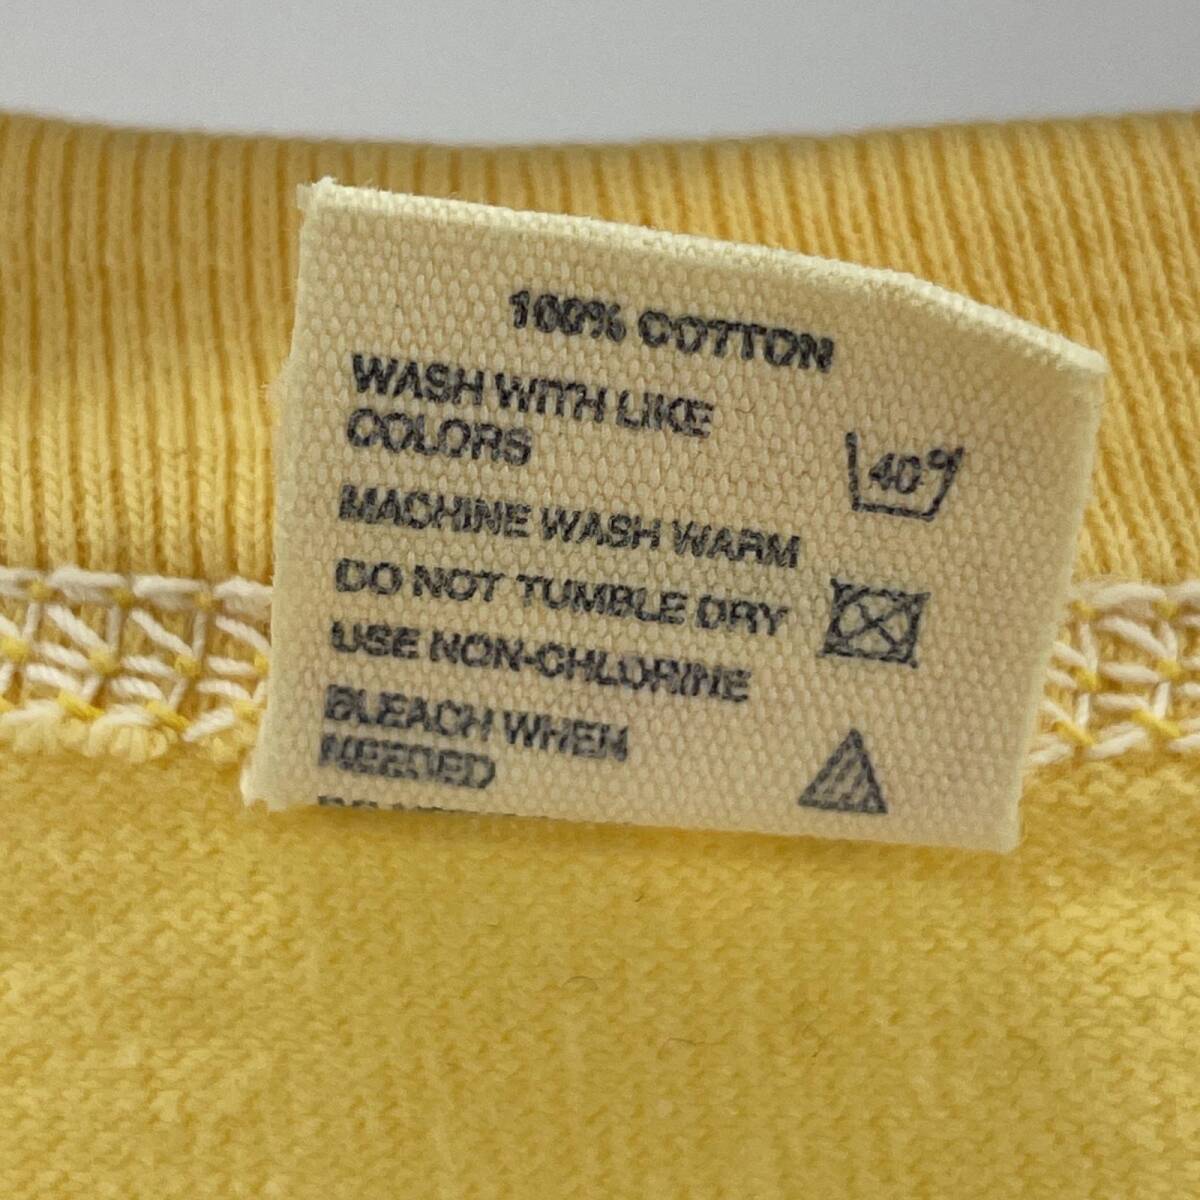 100% COTTON
WASH WITH LIKE
COLORS
40°
MACHINE WASH WARM
DO NOT TUMBLE DRY
USE NON-CHLORINE
BLEACH WHEN
NEEDED